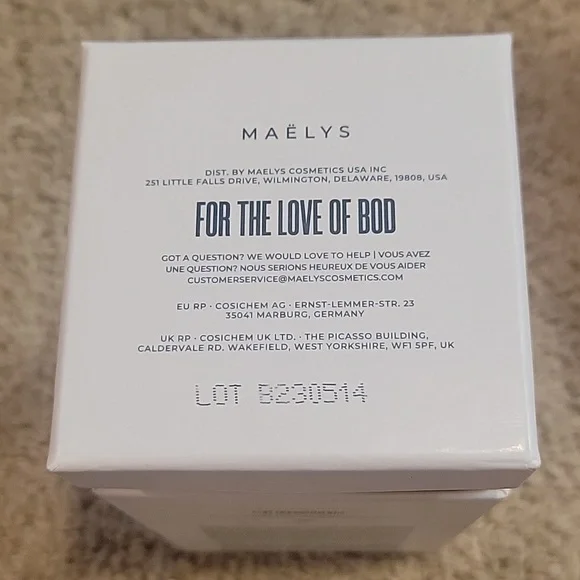 MAËLYS
DIST. BY MAELYS COSMETICS USA INC
251 LITTLE FALLS DRIVE, WILMINGTON, DELAWARE, 19808, USA
FOR THE LOVE OF BOD
GOT A QUESTION? WE WOULD LOVE TO HELP | VOUS AVEZ
UNE QUESTION? NOUS SERIONS HEUREUX DE VOUS AIDER
CUSTOMERSERVICE@MAELYSCOSMETICS.COM
EU RP · COSICHEM AG · ERNST-LEMMER-STR. 23
35041 MARBURG, GERMANY
UK RP · COSICHEM UK LTD. · THE PICASSO BUILDING,
CALDERVALE RD. WAKEFIELD, WEST YORKSHIRE, WF1 5PF, UK
LOT B230514